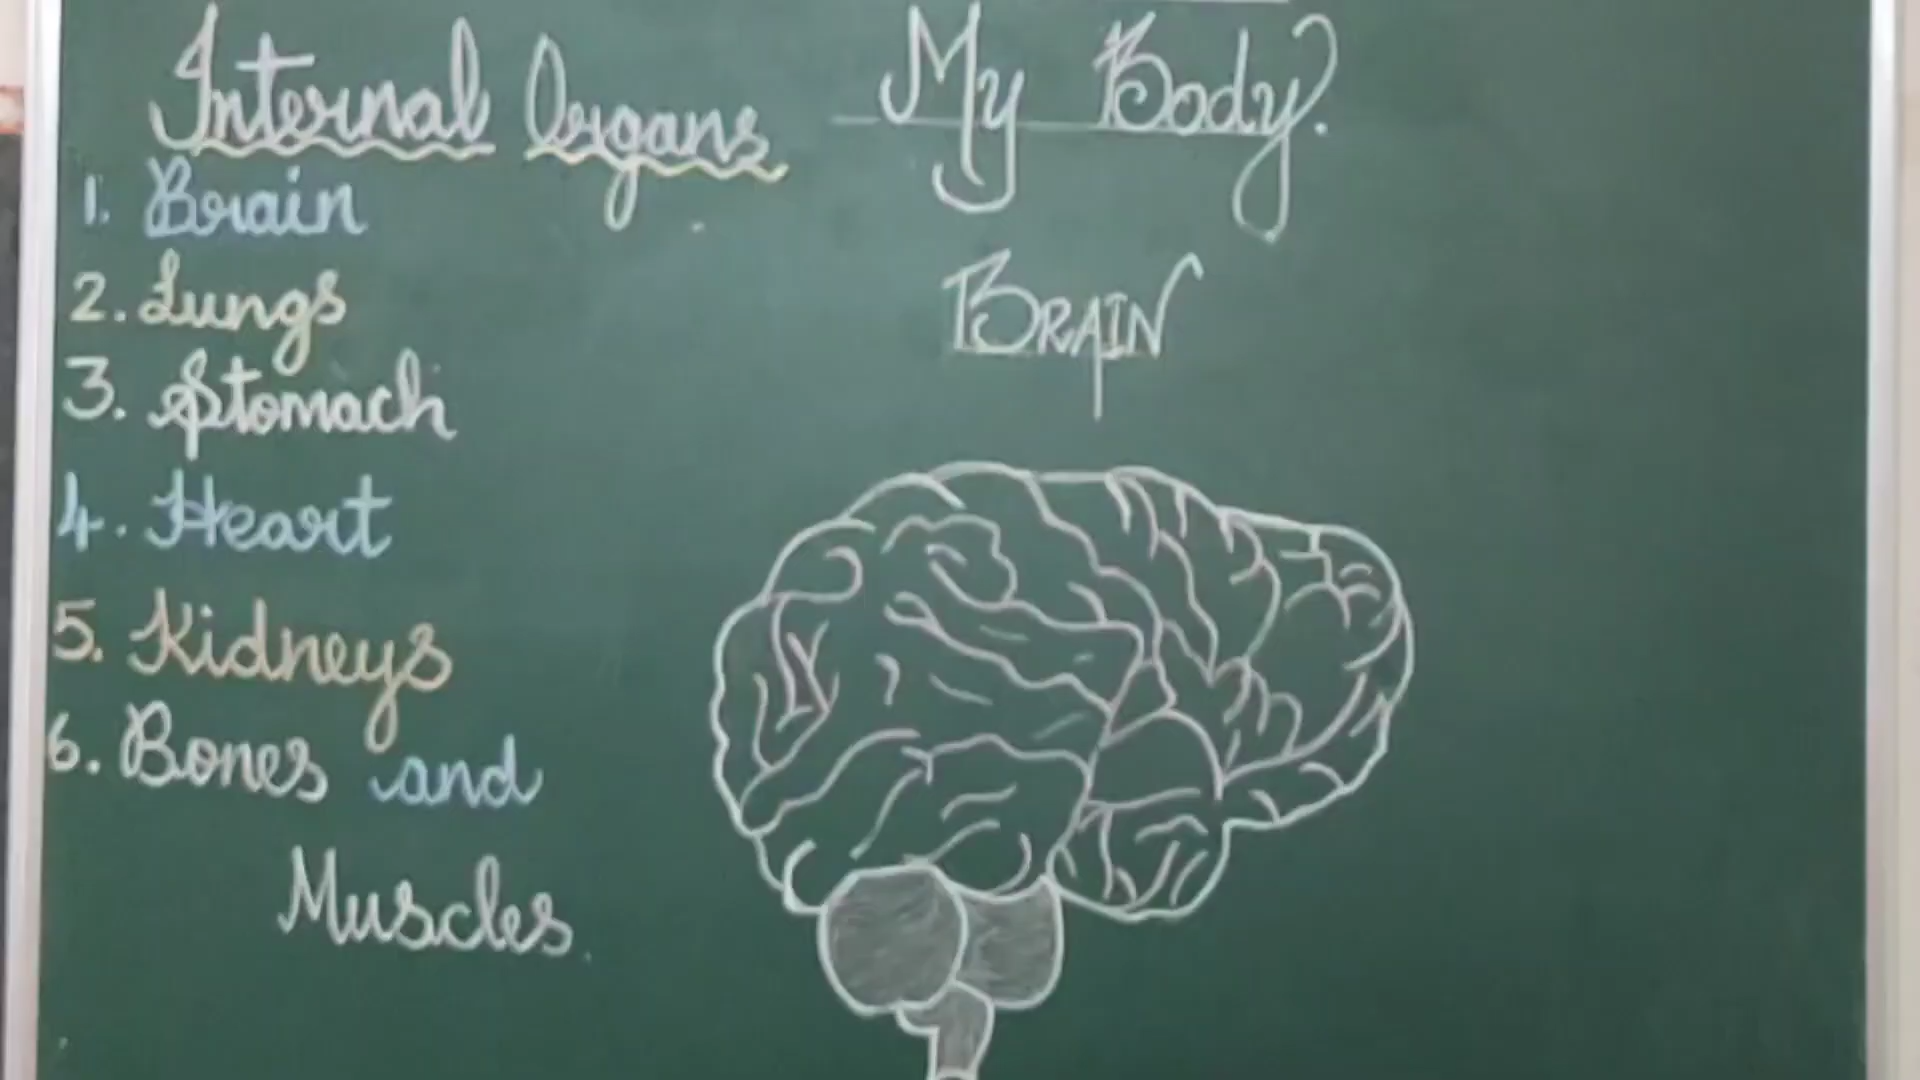 Internal Organs
1. Brain
2. Lungs
3. Stomach
4. Heart
5. Kidneys
6. Bones and
Muscles.
My Body?
BRAIN